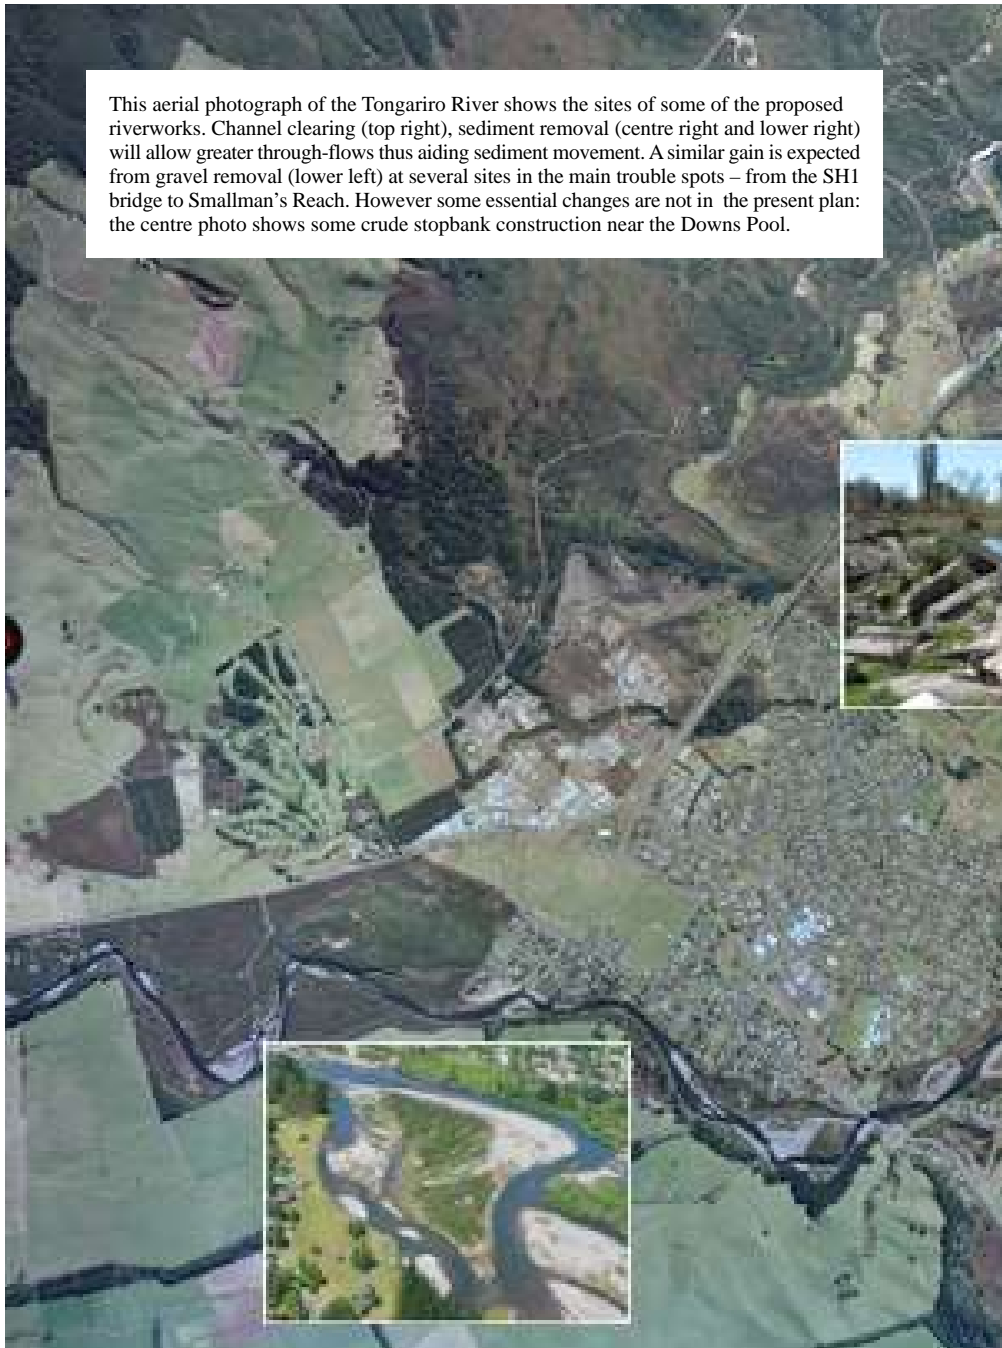 This aerial photograph of the Tongariro River shows the sites of some of the proposed
riverworks. Channel clearing (top right), sediment removal (centre right and lower right)
will allow greater through-flows thus aiding sediment movement. A similar gain is expected
from gravel removal (lower left) at several sites in the main trouble spots – from the SH1
bridge to Smallman’s Reach. However some essential changes are not in the present plan:
the centre photo shows some crude stopbank construction near the Downs Pool.